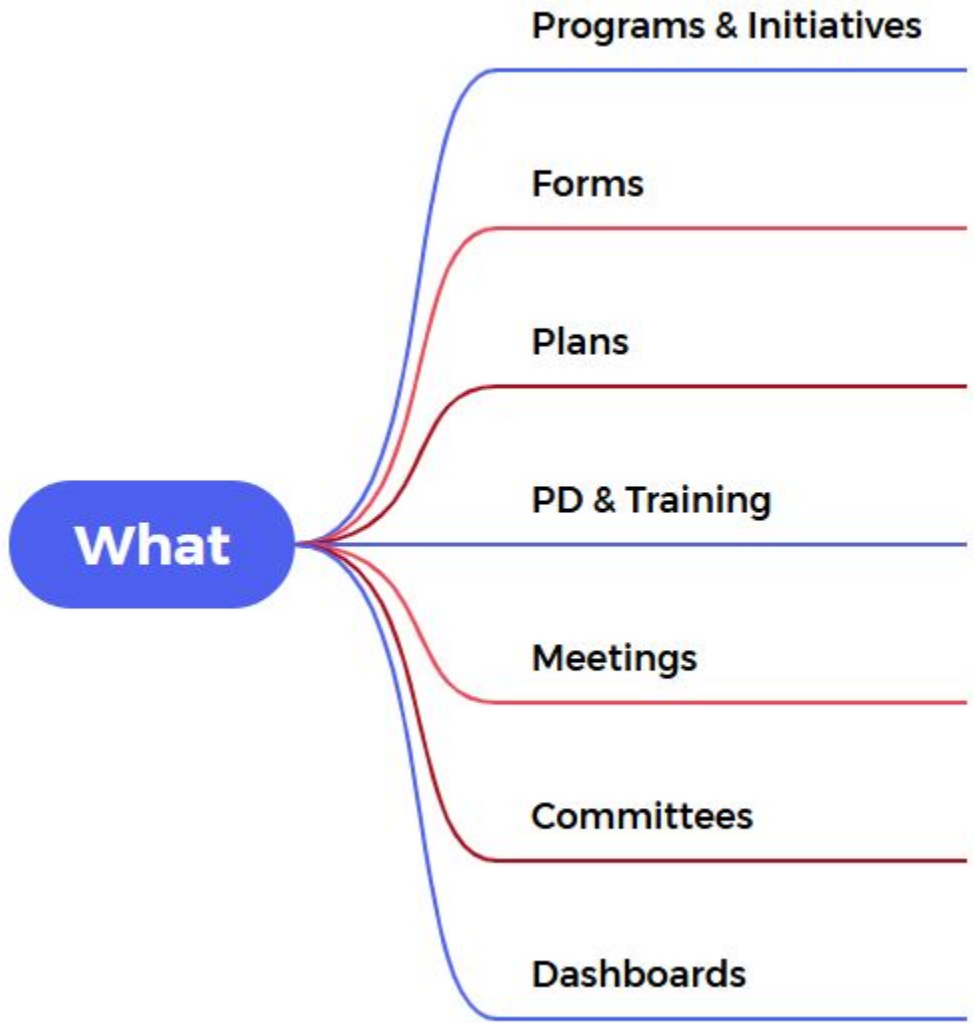 Programs & Initiatives
Forms
Plans
PD & Training
What
Meetings
Committees
Dashboards